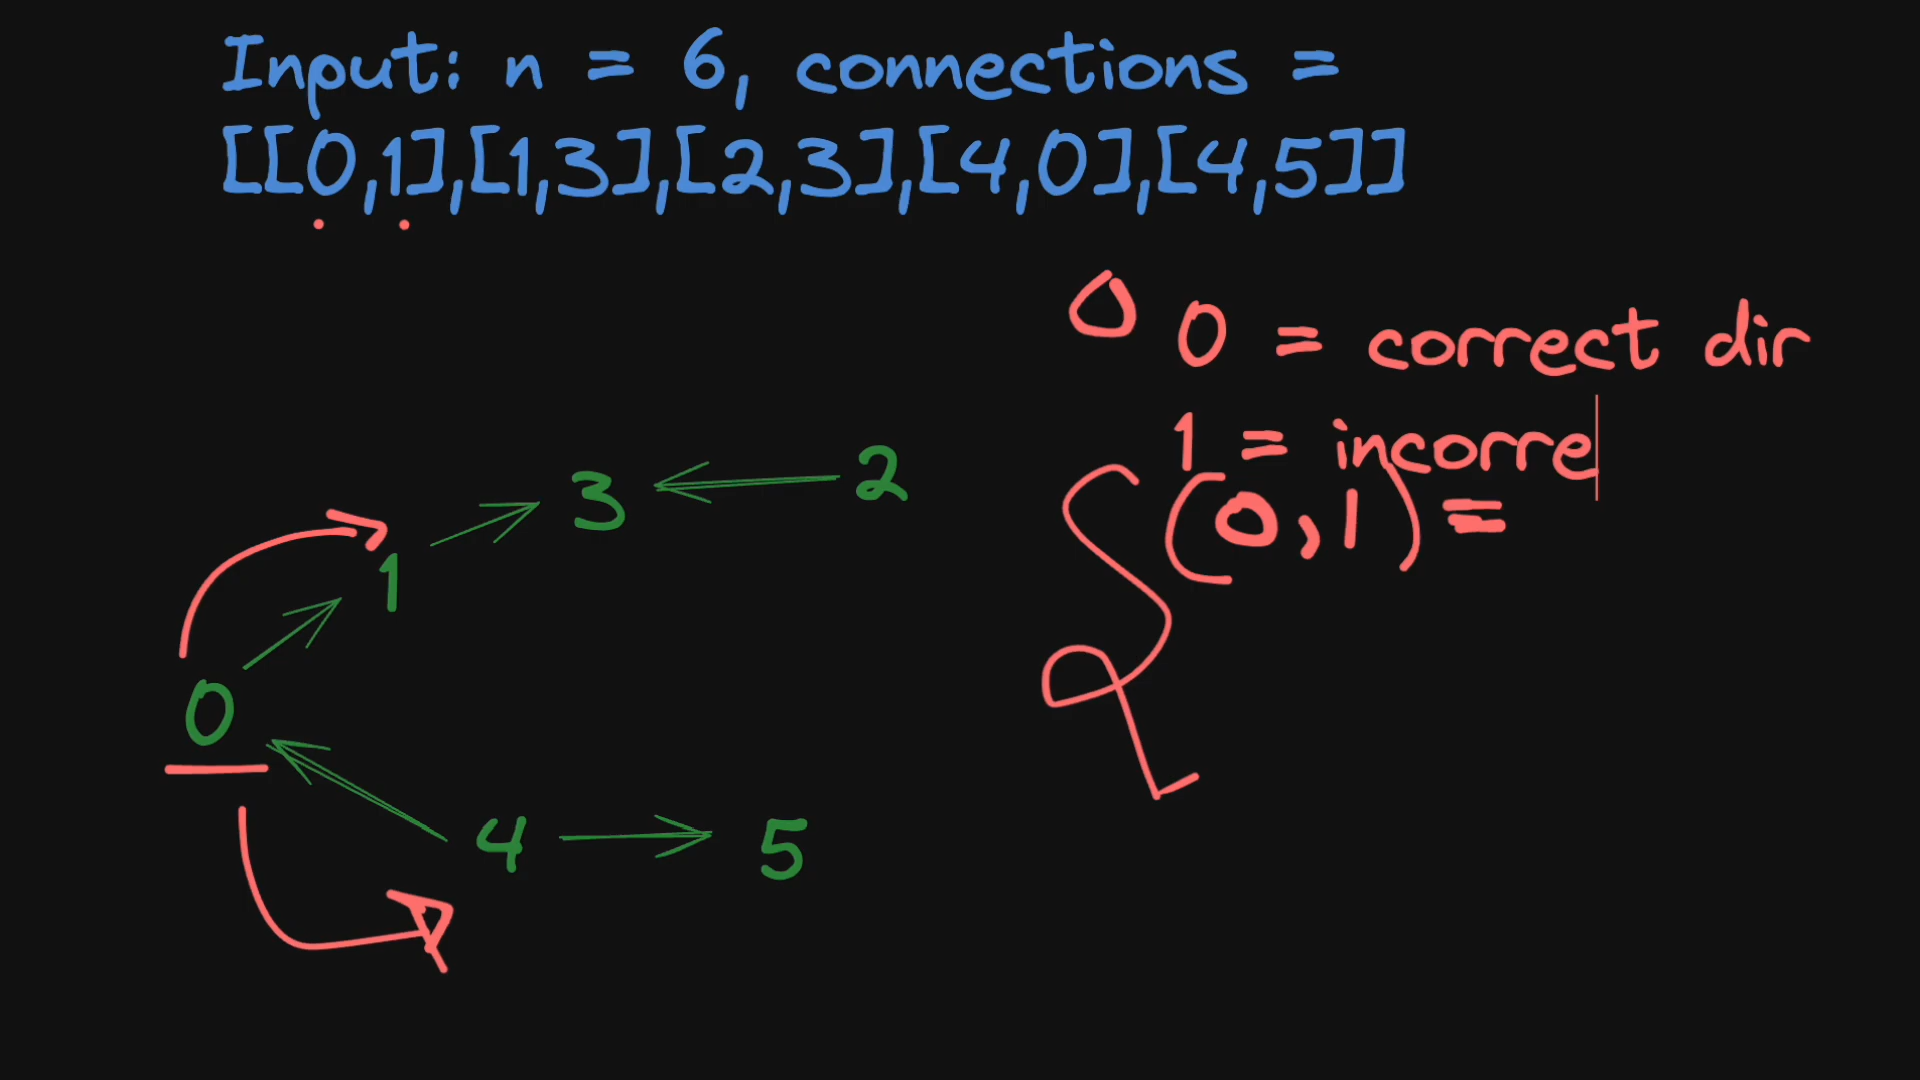 Input: n = 6, connections =
[[0,1],[1,3],[2,3],[4,0],[4,5]]
0 = correct dir
1 = incorre
(0,1) =
3
2
1
0
4
5